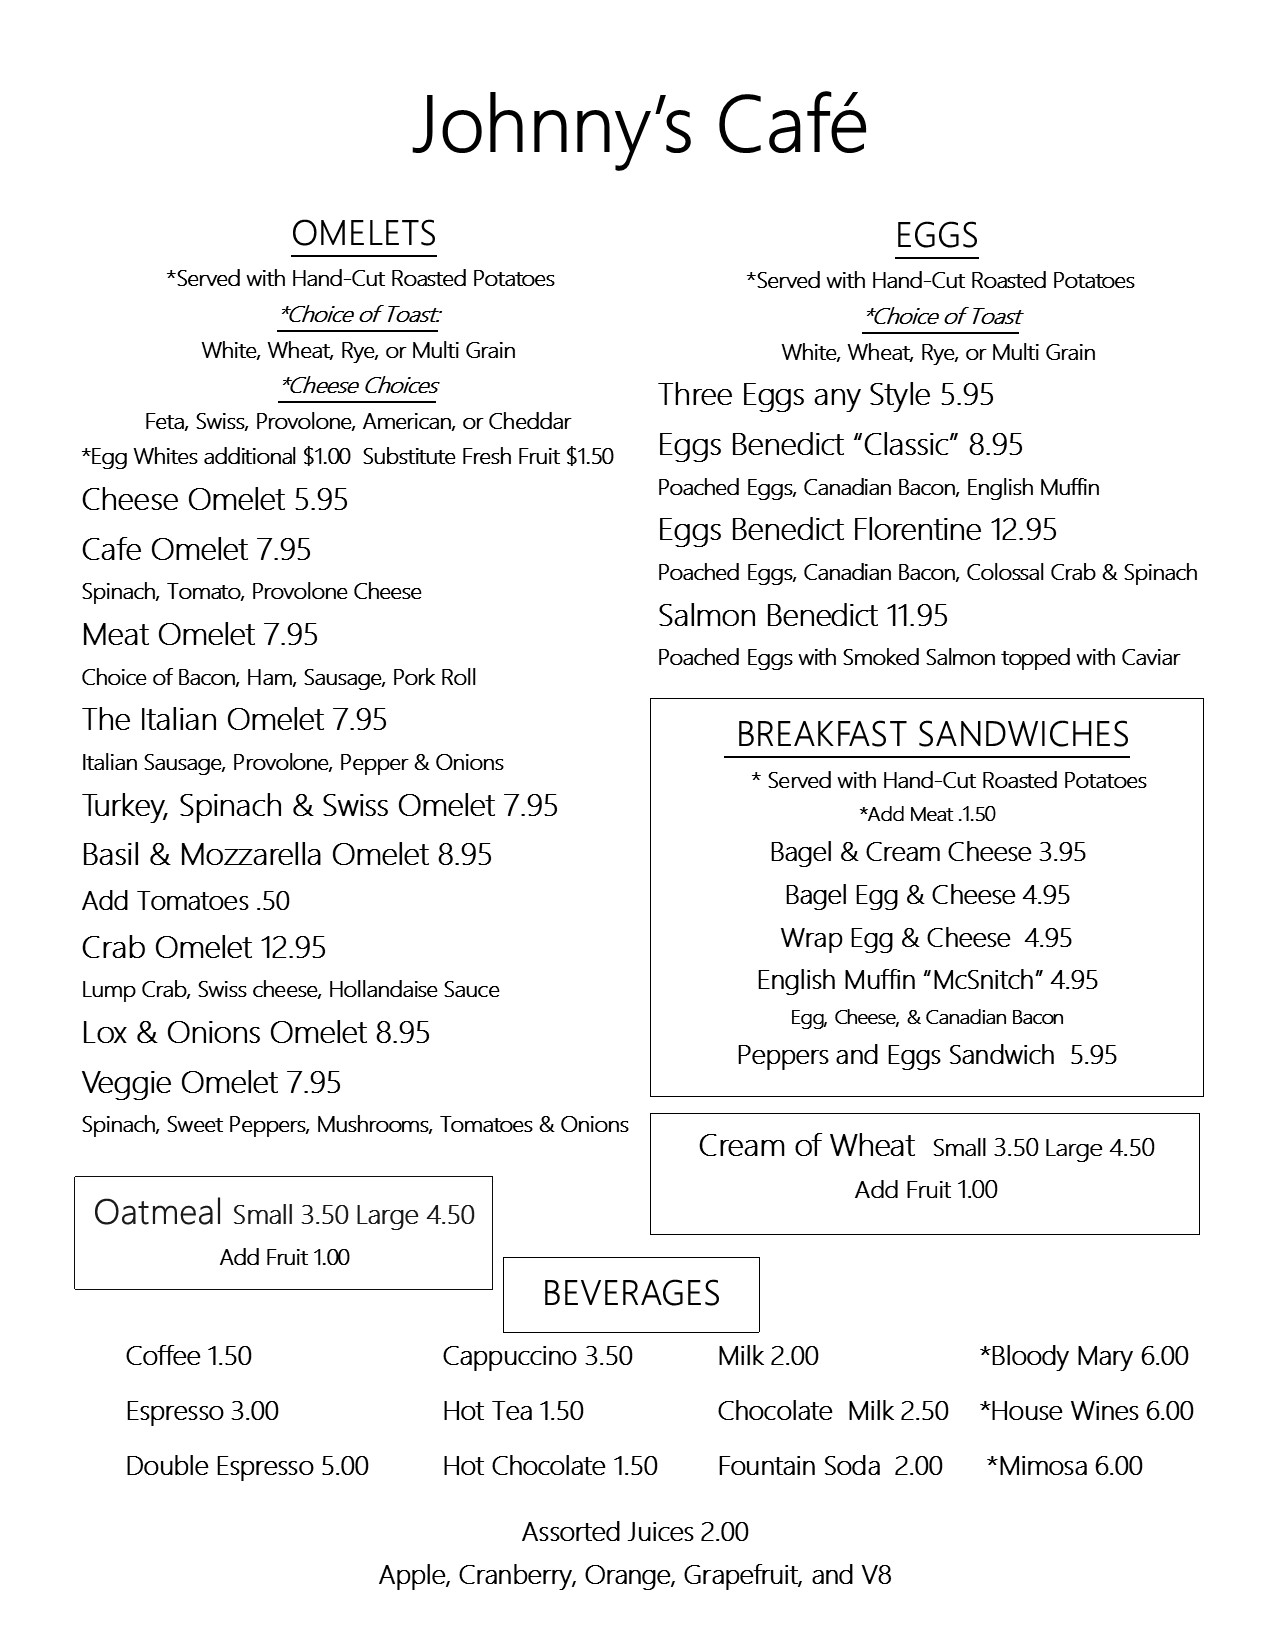 Johnny’s Café
OMELETS
*Served with Hand-Cut Roasted Potatoes
*Choice of Toast:
White, Wheat, Rye, or Multi Grain
*Cheese Choices
Feta, Swiss, Provolone, American, or Cheddar
*Egg Whites additional $1.00  Substitute Fresh Fruit $1.50
Cheese Omelet 5.95
Cafe Omelet 7.95
Spinach, Tomato, Provolone Cheese
Meat Omelet 7.95
Choice of Bacon, Ham, Sausage, Pork Roll
The Italian Omelet 7.95
Italian Sausage, Provolone, Pepper & Onions
Turkey, Spinach & Swiss Omelet 7.95
Basil & Mozzarella Omelet 8.95
Add Tomatoes .50
Crab Omelet 12.95
Lump Crab, Swiss cheese, Hollandaise Sauce
Lox & Onions Omelet 8.95
Veggie Omelet 7.95
Spinach, Sweet Peppers, Mushrooms, Tomatoes & Onions
Oatmeal Small 3.50 Large 4.50
Add Fruit 1.00
EGGS
*Served with Hand-Cut Roasted Potatoes
*Choice of Toast
White, Wheat, Rye, or Multi Grain
Three Eggs any Style 5.95
Eggs Benedict “Classic” 8.95
Poached Eggs, Canadian Bacon, English Muffin
Eggs Benedict Florentine 12.95
Poached Eggs, Canadian Bacon, Colossal Crab & Spinach
Salmon Benedict 11.95
Poached Eggs with Smoked Salmon topped with Caviar
BREAKFAST SANDWICHES
* Served with Hand-Cut Roasted Potatoes
*Add Meat .1.50
Bagel & Cream Cheese 3.95
Bagel Egg & Cheese 4.95
Wrap Egg & Cheese  4.95
English Muffin “McSnitch” 4.95
Egg, Cheese, & Canadian Bacon
Peppers and Eggs Sandwich  5.95
Cream of Wheat  Small 3.50 Large 4.50
Add Fruit 1.00
BEVERAGES
Coffee 1.50 Cappuccino 3.50 Milk 2.00 *Bloody Mary 6.00
Espresso 3.00 Hot Tea 1.50 Chocolate  Milk 2.50 *House Wines 6.00
Double Espresso 5.00 Hot Chocolate 1.50 Fountain Soda  2.00 *Mimosa 6.00
Assorted Juices 2.00
Apple, Cranberry, Orange, Grapefruit, and V8